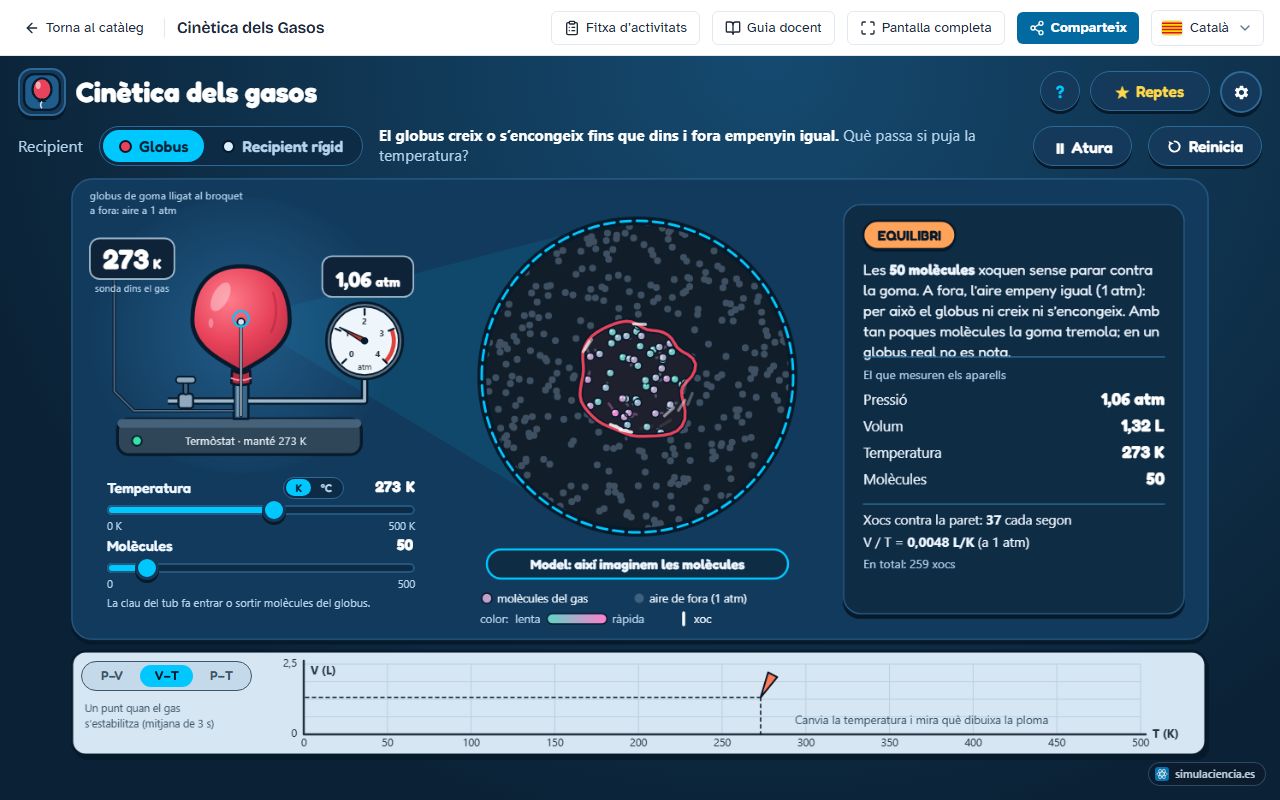 Torna al catàleg
Cinètica dels Gasos
Fitxa d'activitats
Guia docent
Pantalla completa
Comparteix
Català
Cinètica dels gasos
?
Reptes
Recipient
Globus
Recipient rígid
El globus creix o s'encongeix fins que dins i fora empenyin igual. Què passa si puja la
temperatura?
Atura
Reinicia
globus de goma lligat al broquet
a fora: aire a 1 atm
273 K
sonda dins el gas
1,06 atm
0
1
2
3
4
atm
Termòstat · manté 273 K
Temperatura
K
°C
273 K
0 K
500 K
Molècules
50
0
500
La clau del tub fa entrar o sortir molècules del globus.
Model: així imaginem les molècules
molècules del gas
aire de fora (1 atm)
color: lenta
ràpida
xoc
EQUILIBRI
Les 50 molècules xoquen sense parar contra
la goma. A fora, l'aire empeny igual (1 atm):
per això el globus ni creix ni s'encongeix. Amb
tan poques molècules la goma tremola; en un
globus real no es nota.
El que mesuren els aparells
Pressió 1,06 atm
Volum 1,32 L
Temperatura 273 K
Molècules 50
Xocs contra la paret: 37 cada segon
V / T = 0,0048 L/K (a 1 atm)
En total: 259 xocs
P–V
V–T
P–T
Un punt quan el gas
s'estabilitza (mitjana de 3 s)
2,5
V (L)
0
Canvia la temperatura i mira què dibuixa la ploma
T (K)
0 50 100 150 200 250 300 350 400 450 500
simulaciencia.es